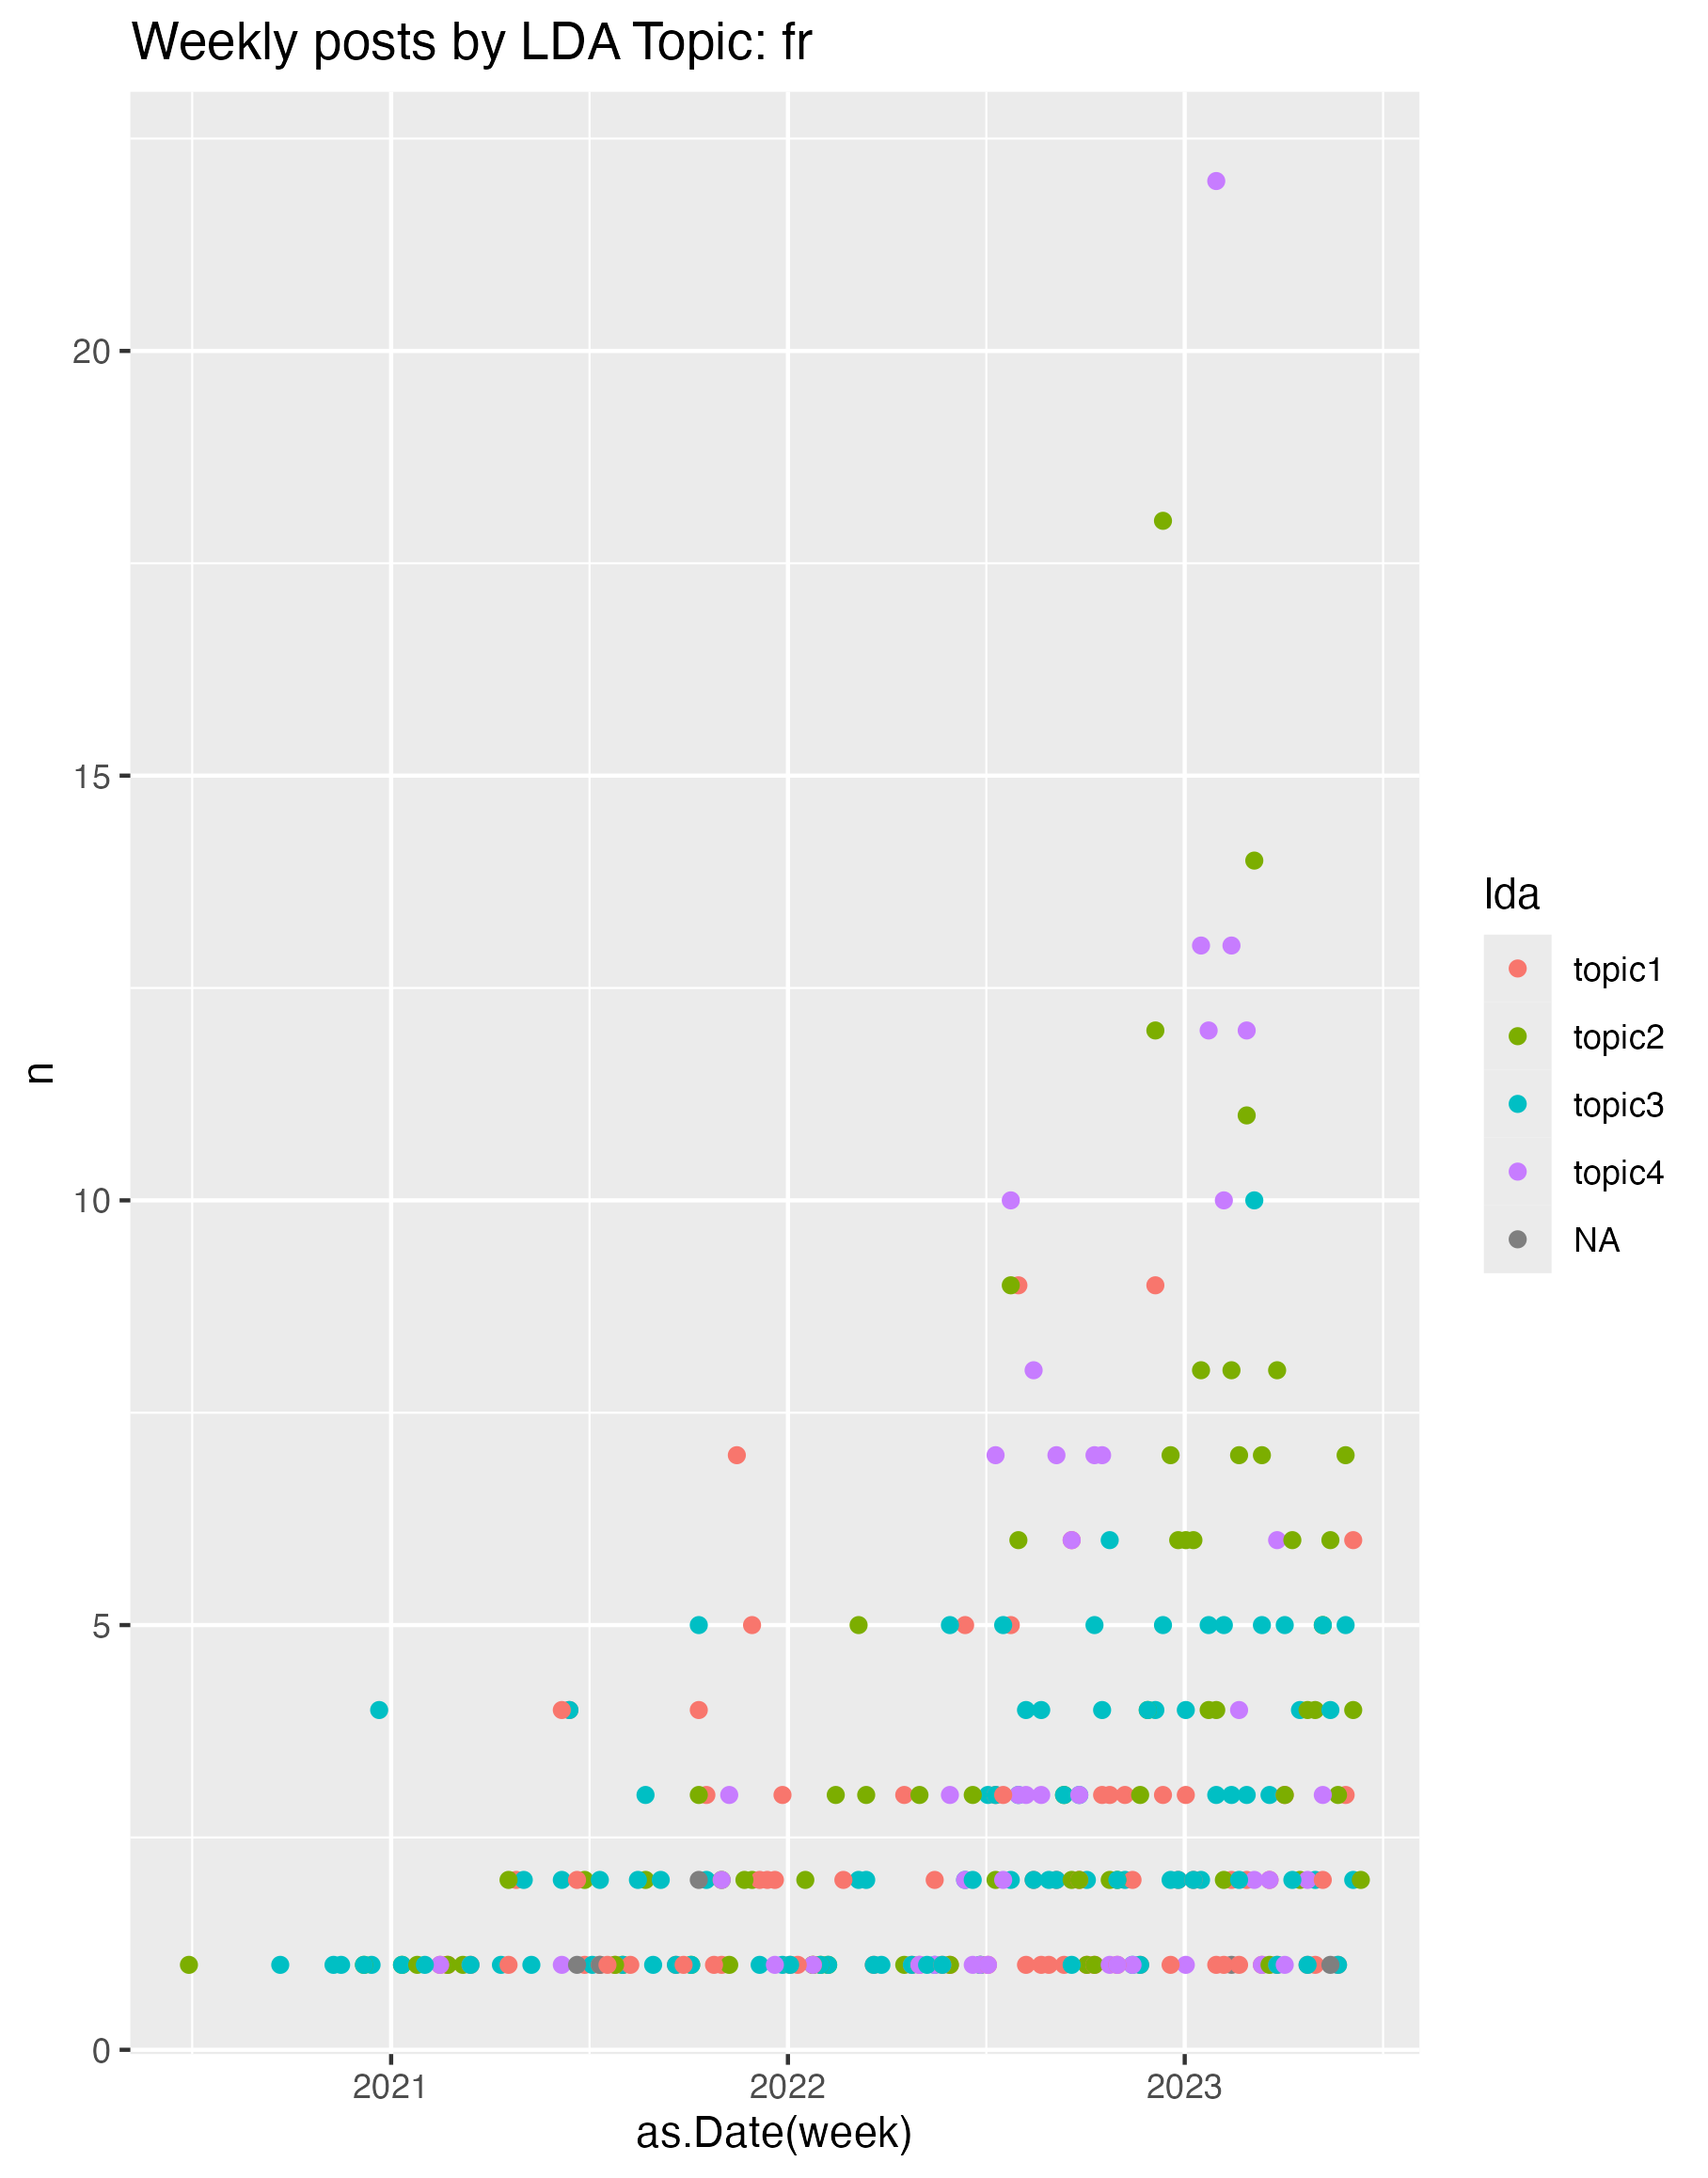 Weekly posts by LDA Topic: fr
20
15
10
5
0
n
2021
2022
2023
as.Date(week)
lda
topic1
topic2
topic3
topic4
NA